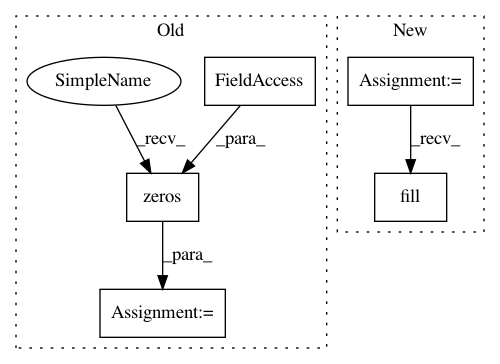 Old
New
SimpleName
FieldAccess
Assignment:=
_recv_
_para_
_recv_
zeros
fill
_para_
Assignment:=